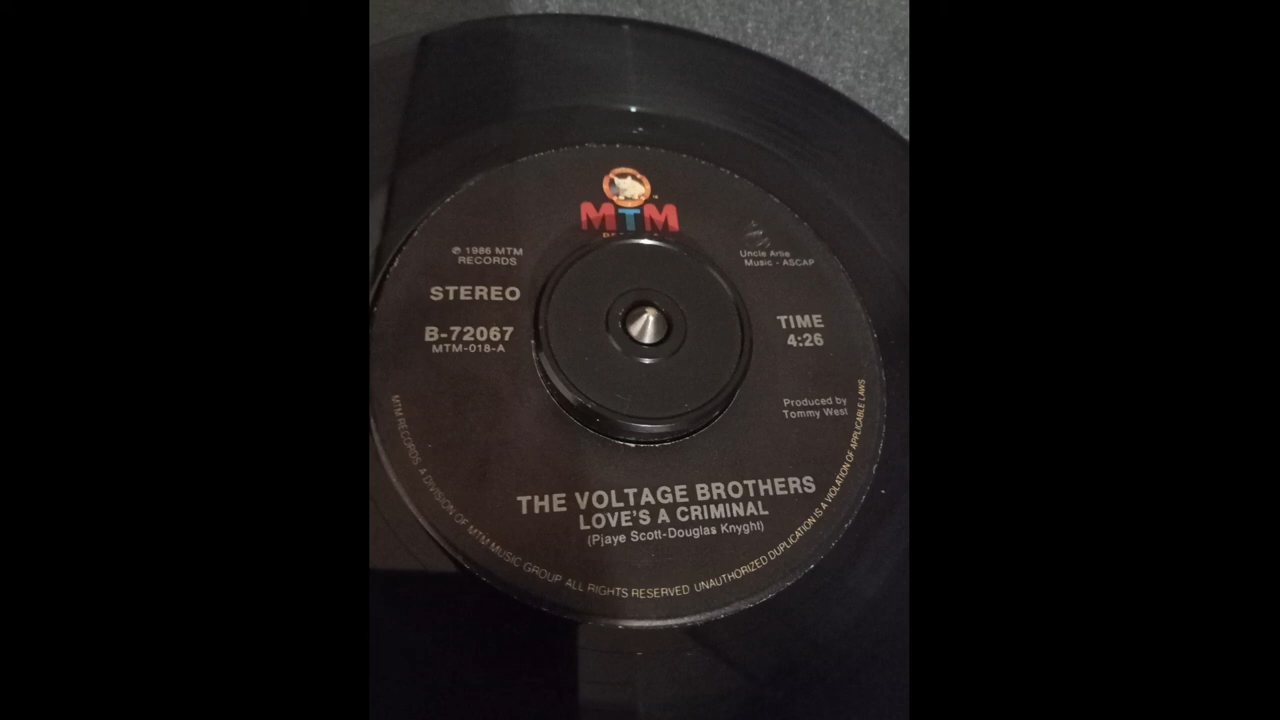 MTM
℗ 1986 MTM
RECORDS
Uncle Artie
Music - ASCAP
STEREO
B-72067
MTM-018-A
TIME
4:26
Produced by
Tommy West
THE VOLTAGE BROTHERS
LOVE'S A CRIMINAL
(Pjaye Scott-Douglas Knyght)
MTM RECORDS, A DIVISION OF MTM MUSIC GROUP ALL RIGHTS RESERVED UNAUTHORIZED DUPLICATION IS A VIOLATION OF APPLICABLE LAWS